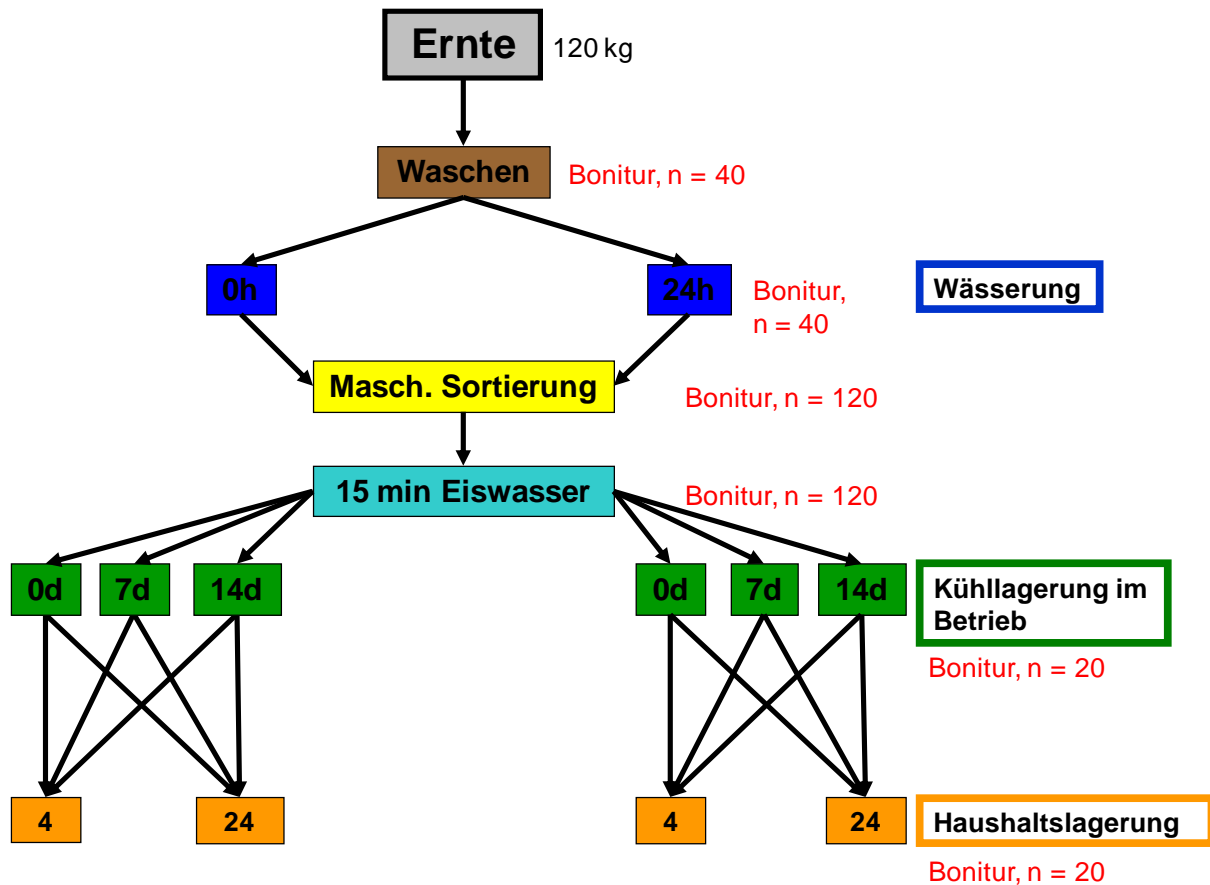 Ernte 120 kg
Waschen Bonitur, n = 40
0h 24h Bonitur, n = 40 Wässerung
Masch. Sortierung Bonitur, n = 120
15 min Eiswasser Bonitur, n = 120
0d 7d 14d 0d 7d 14d Kühllagerung im
Betrieb
Bonitur, n = 20
4 24 4 24 Haushaltslagerung
Bonitur, n = 20